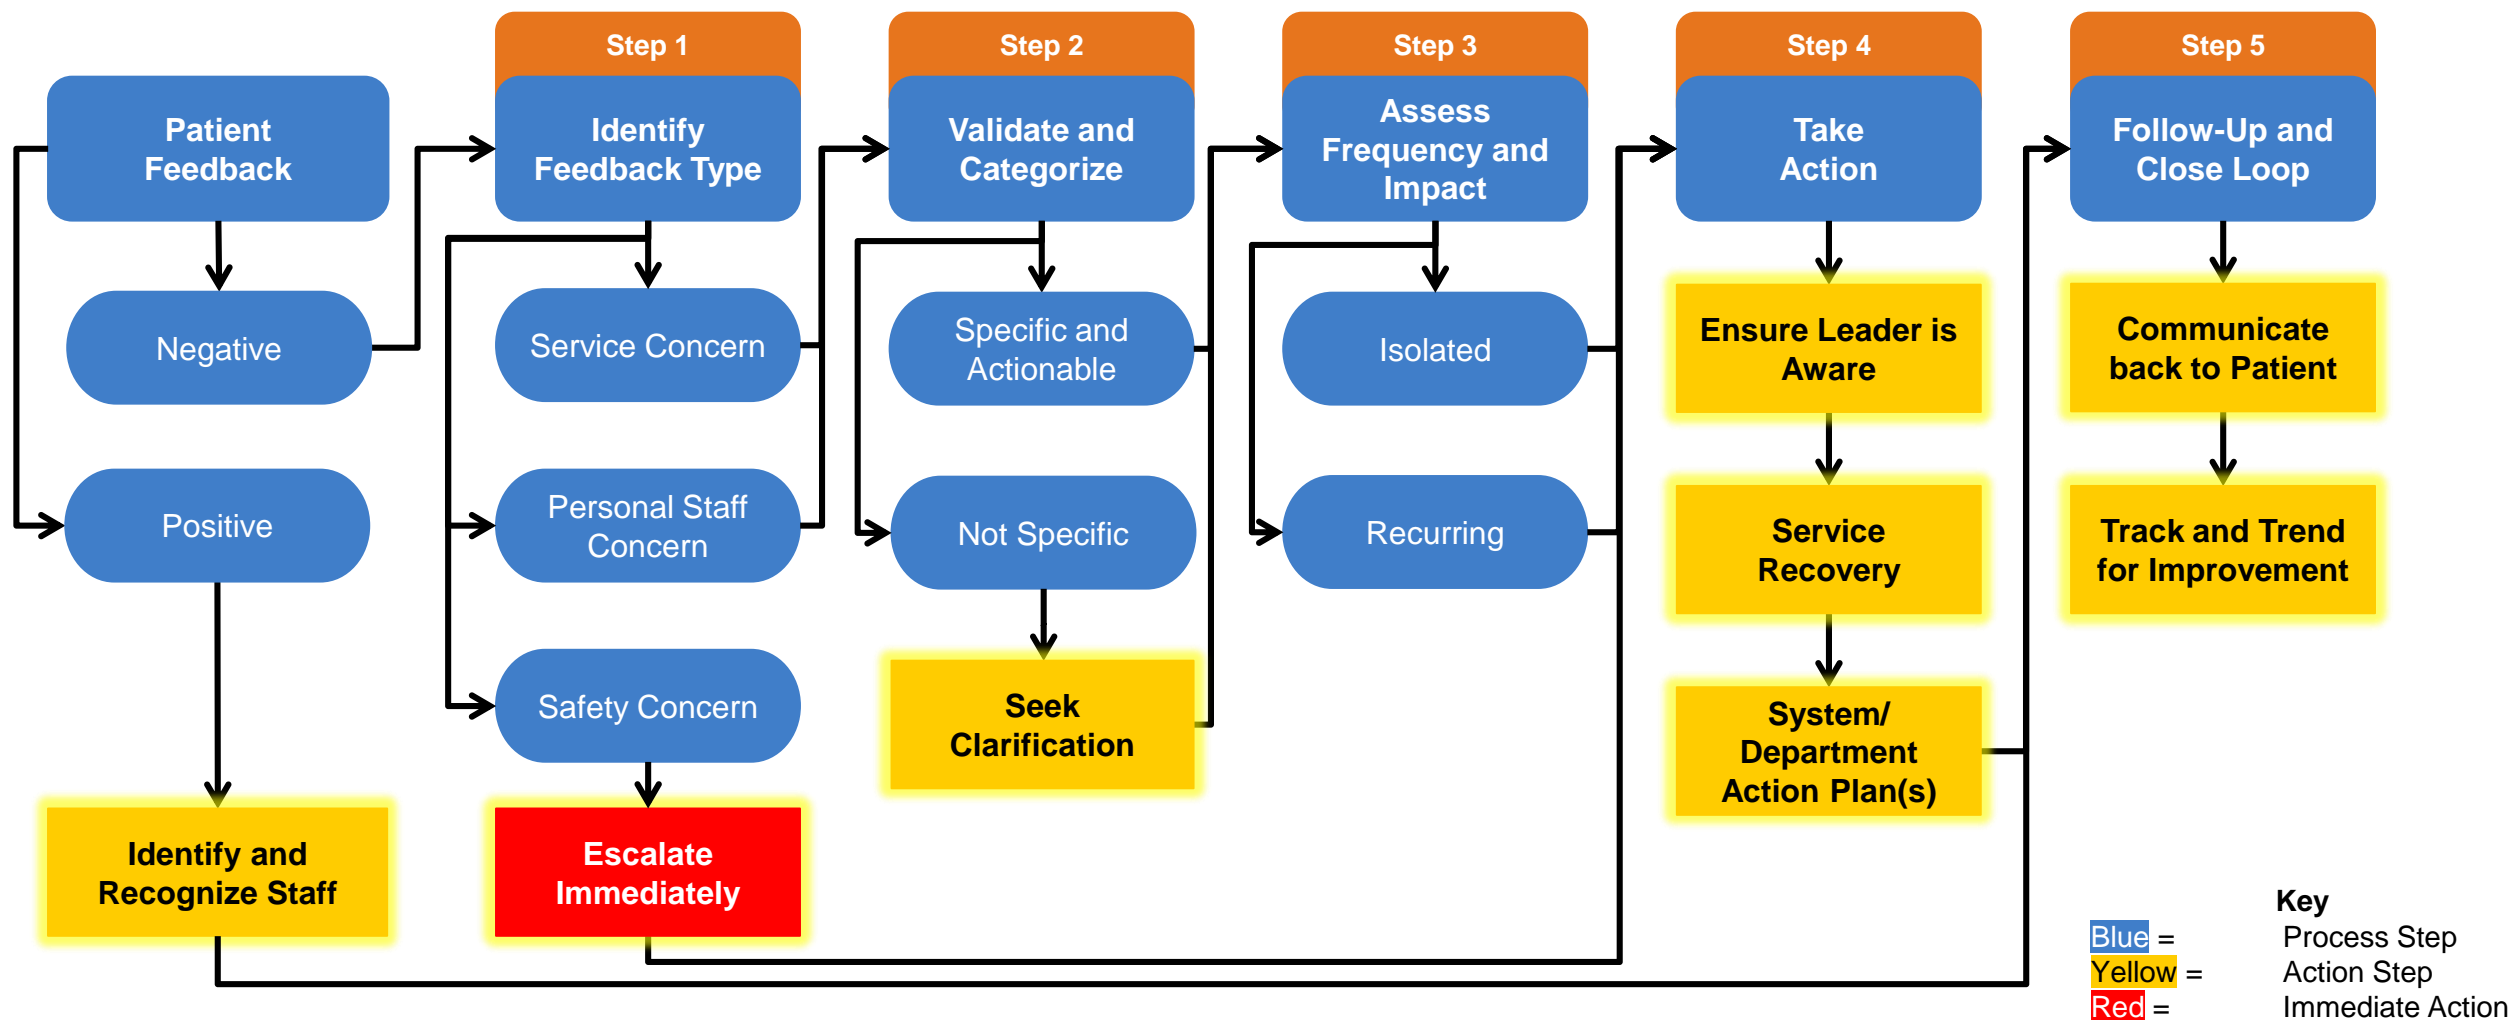 Patient
Feedback
Negative
Positive
Identify and
Recognize Staff
Step 1
Identify
Feedback Type
Service Concern
Personal Staff
Concern
Safety Concern
Escalate
Immediately
Step 2
Validate and
Categorize
Specific and
Actionable
Not Specific
Seek
Clarification
Step 3
Assess
Frequency and
Impact
Isolated
Recurring
Step 4
Take
Action
Ensure Leader is
Aware
Service
Recovery
System/
Department
Action Plan(s)
Step 5
Follow-Up and
Close Loop
Communicate
back to Patient
Track and Trend
for Improvement
Key
Blue = Process Step
Yellow = Action Step
Red = Immediate Action